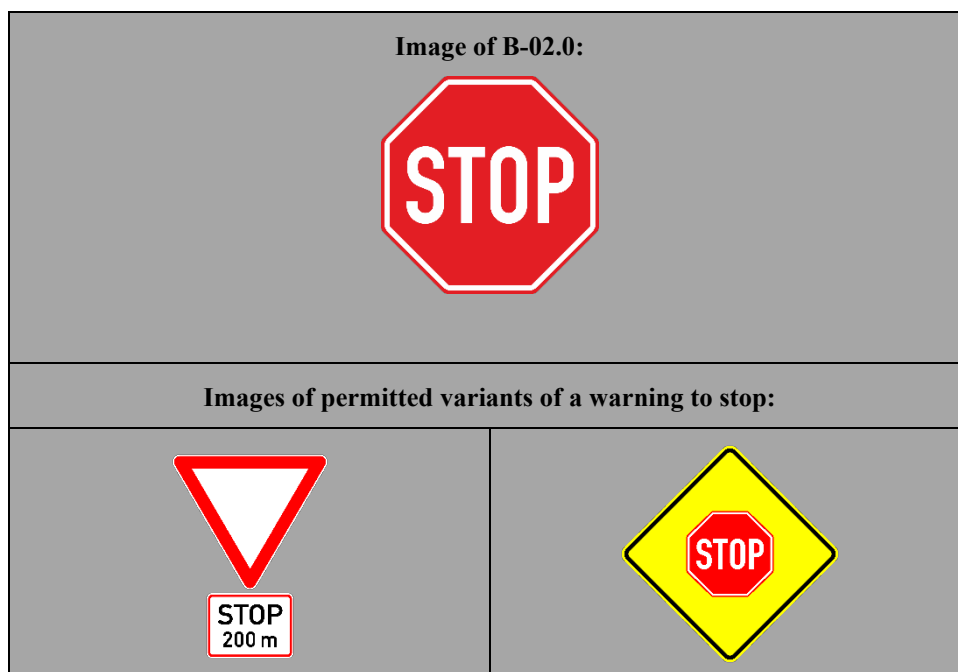 Image of B-02.0:
STOP
Images of permitted variants of a warning to stop:
STOP
200 m
STOP